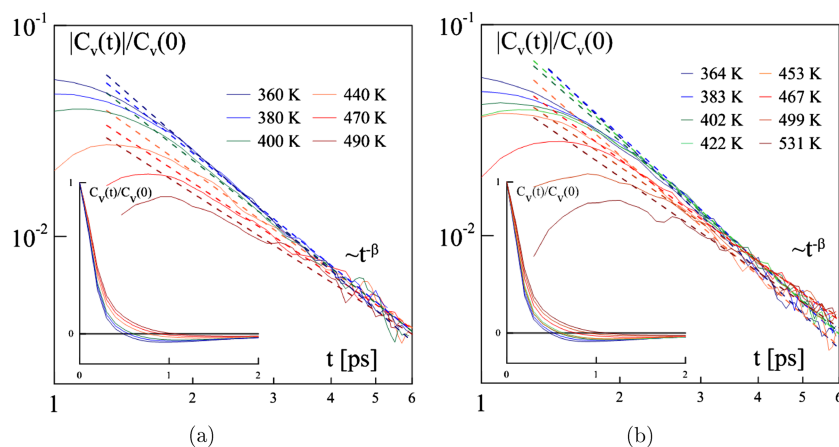 10^-1
|C_v(t)|/C_v(0)
360 K
440 K
380 K
470 K
400 K
490 K
10^-2
1
C_v(t)/C_v(0)
~t^-β
0
0
1
2
t [ps]
1
2
3
4
5
6
(a)
10^-1
|C_v(t)|/C_v(0)
364 K
453 K
383 K
467 K
402 K
499 K
422 K
531 K
10^-2
1
C_v(t)/C_v(0)
~t^-β
0
0
1
2
t [ps]
1
2
3
4
5
6
(b)